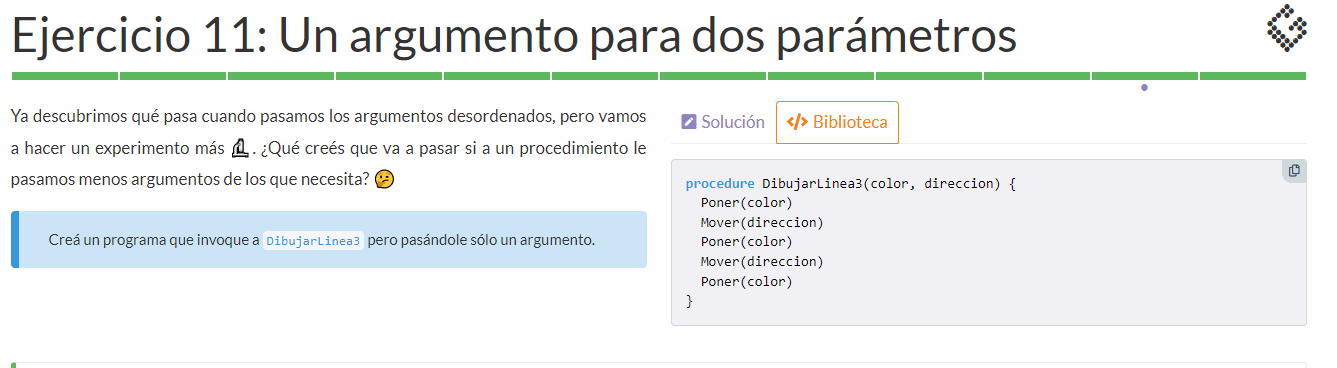 Ejercicio 11: Un argumento para dos parámetros
Ya descubrimos qué pasa cuando pasamos los argumentos desordenados, pero vamos
a hacer un experimento más 🔬. ¿Qué creés que va a pasar si a un procedimiento le
pasamos menos argumentos de los que necesita? 🤔
Creá un programa que invoque a DibujarLinea3 pero pasándole sólo un argumento.
Solución
</> Biblioteca
procedure DibujarLinea3(color, direccion) {
  Poner(color)
  Mover(direccion)
  Poner(color)
  Mover(direccion)
  Poner(color)
}